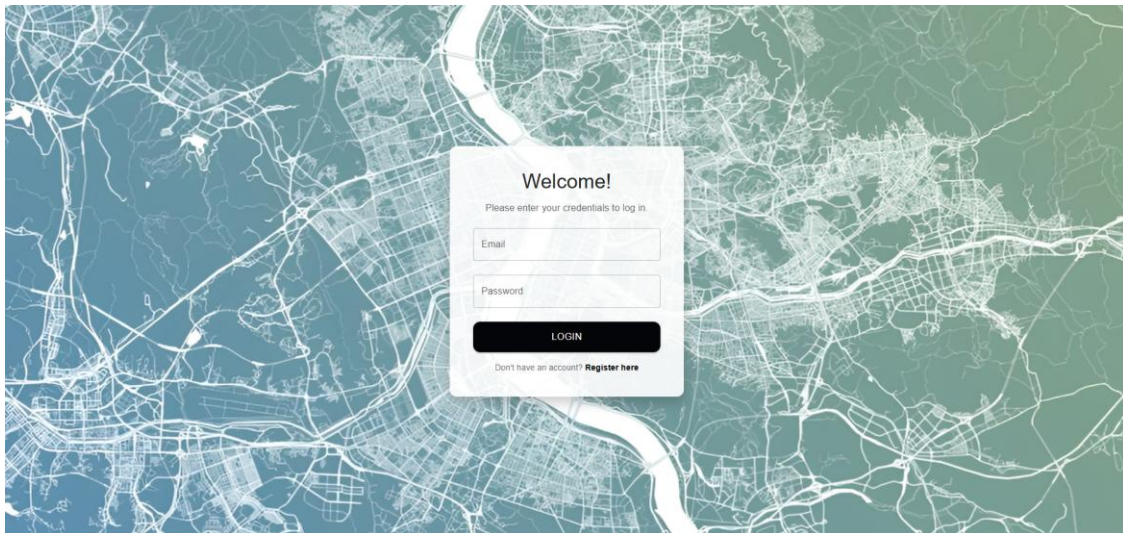 Welcome!
Please enter your credentials to log in.
Email
Password
LOGIN
Don't have an account? Register here